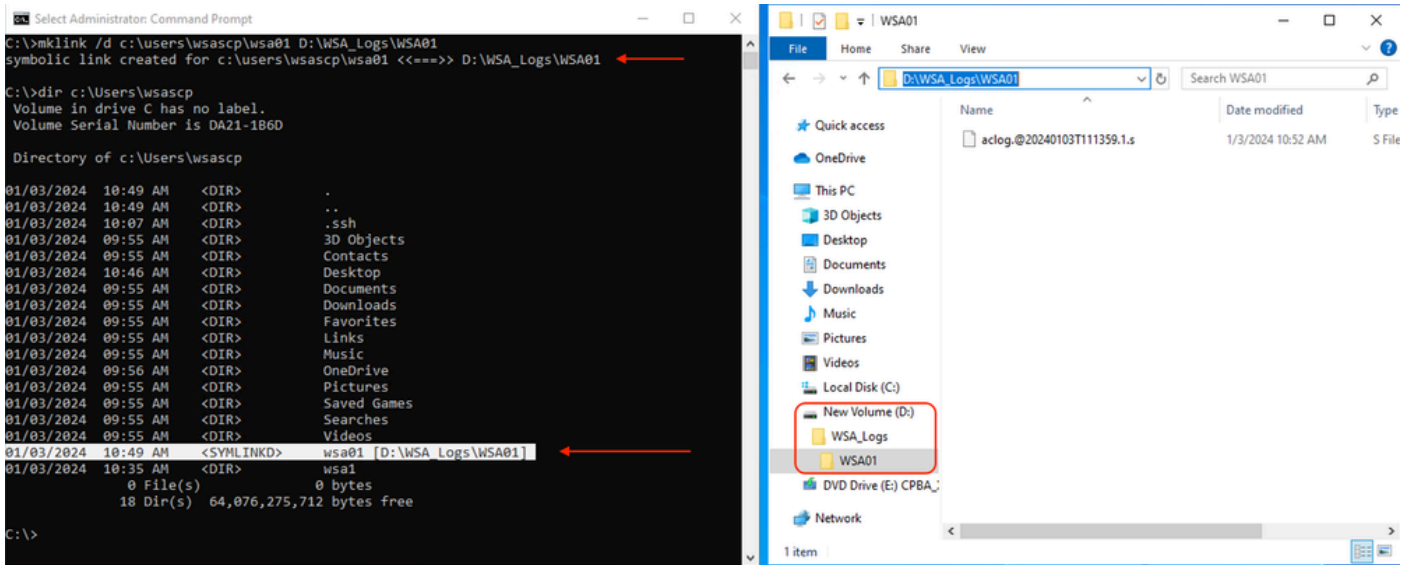 Select Administrator: Command Prompt
C:\>mklink /d c:\users\wsascp\wsa01 D:\WSA_Logs\WSA01
symbolic link created for c:\users\wsascp\wsa01 <<===>> D:\WSA_Logs\WSA01
C:\>dir c:\Users\wsascp
Volume in drive C has no label.
Volume Serial Number is DA21-1B6D
Directory of c:\Users\wsascp
01/03/2024 10:49 AM <DIR> .
01/03/2024 10:49 AM <DIR> ..
01/03/2024 10:07 AM <DIR> .ssh
01/03/2024 09:55 AM <DIR> 3D Objects
01/03/2024 09:55 AM <DIR> Contacts
01/03/2024 10:46 AM <DIR> Desktop
01/03/2024 09:55 AM <DIR> Documents
01/03/2024 09:55 AM <DIR> Downloads
01/03/2024 09:55 AM <DIR> Favorites
01/03/2024 09:55 AM <DIR> Links
01/03/2024 09:55 AM <DIR> Music
01/03/2024 09:56 AM <DIR> OneDrive
01/03/2024 09:55 AM <DIR> Pictures
01/03/2024 09:55 AM <DIR> Saved Games
01/03/2024 09:55 AM <DIR> Searches
01/03/2024 09:55 AM <DIR> Videos
01/03/2024 10:49 AM <SYMLINKD> wsa01 [D:\WSA_Logs\WSA01]
01/03/2024 10:35 AM <DIR> wsa1
0 File(s) 0 bytes
18 Dir(s) 64,076,275,712 bytes free
C:\>
WSA01
File Home Share View
D:\WSA_Logs\WSA01
Search WSA01
Name Date modified Type
aclog.@20240103T111359.1.s 1/3/2024 10:52 AM S File
Quick access
OneDrive
This PC
3D Objects
Desktop
Documents
Downloads
Music
Pictures
Videos
Local Disk (C:)
New Volume (D:)
WSA_Logs
WSA01
DVD Drive (E:) CPBA_
Network
1 item